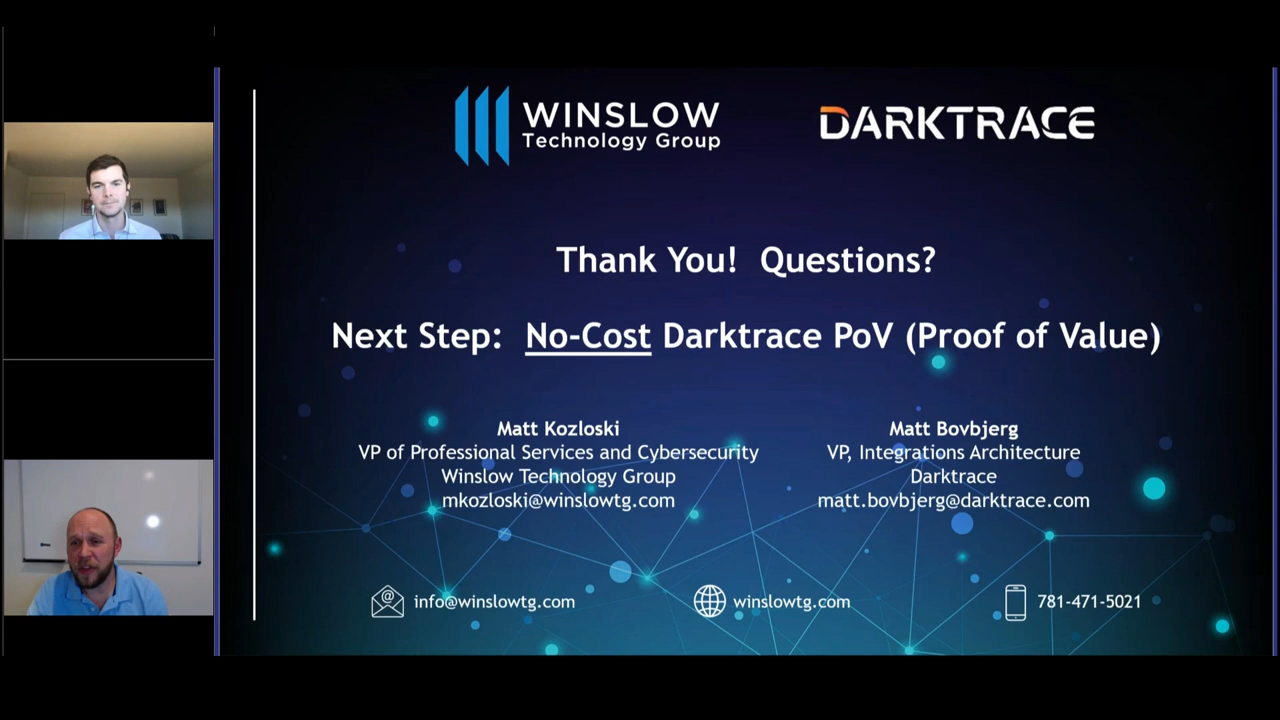 WINSLOW
Technology Group
DARKTRACE
Thank You!  Questions?
Next Step:  No-Cost Darktrace PoV (Proof of Value)
Matt Kozloski
VP of Professional Services and Cybersecurity
Winslow Technology Group
mkozloski@winslowtg.com
Matt Bovbjerg
VP, Integrations Architecture
Darktrace
matt.bovbjerg@darktrace.com
info@winslowtg.com
winslowtg.com
781-471-5021